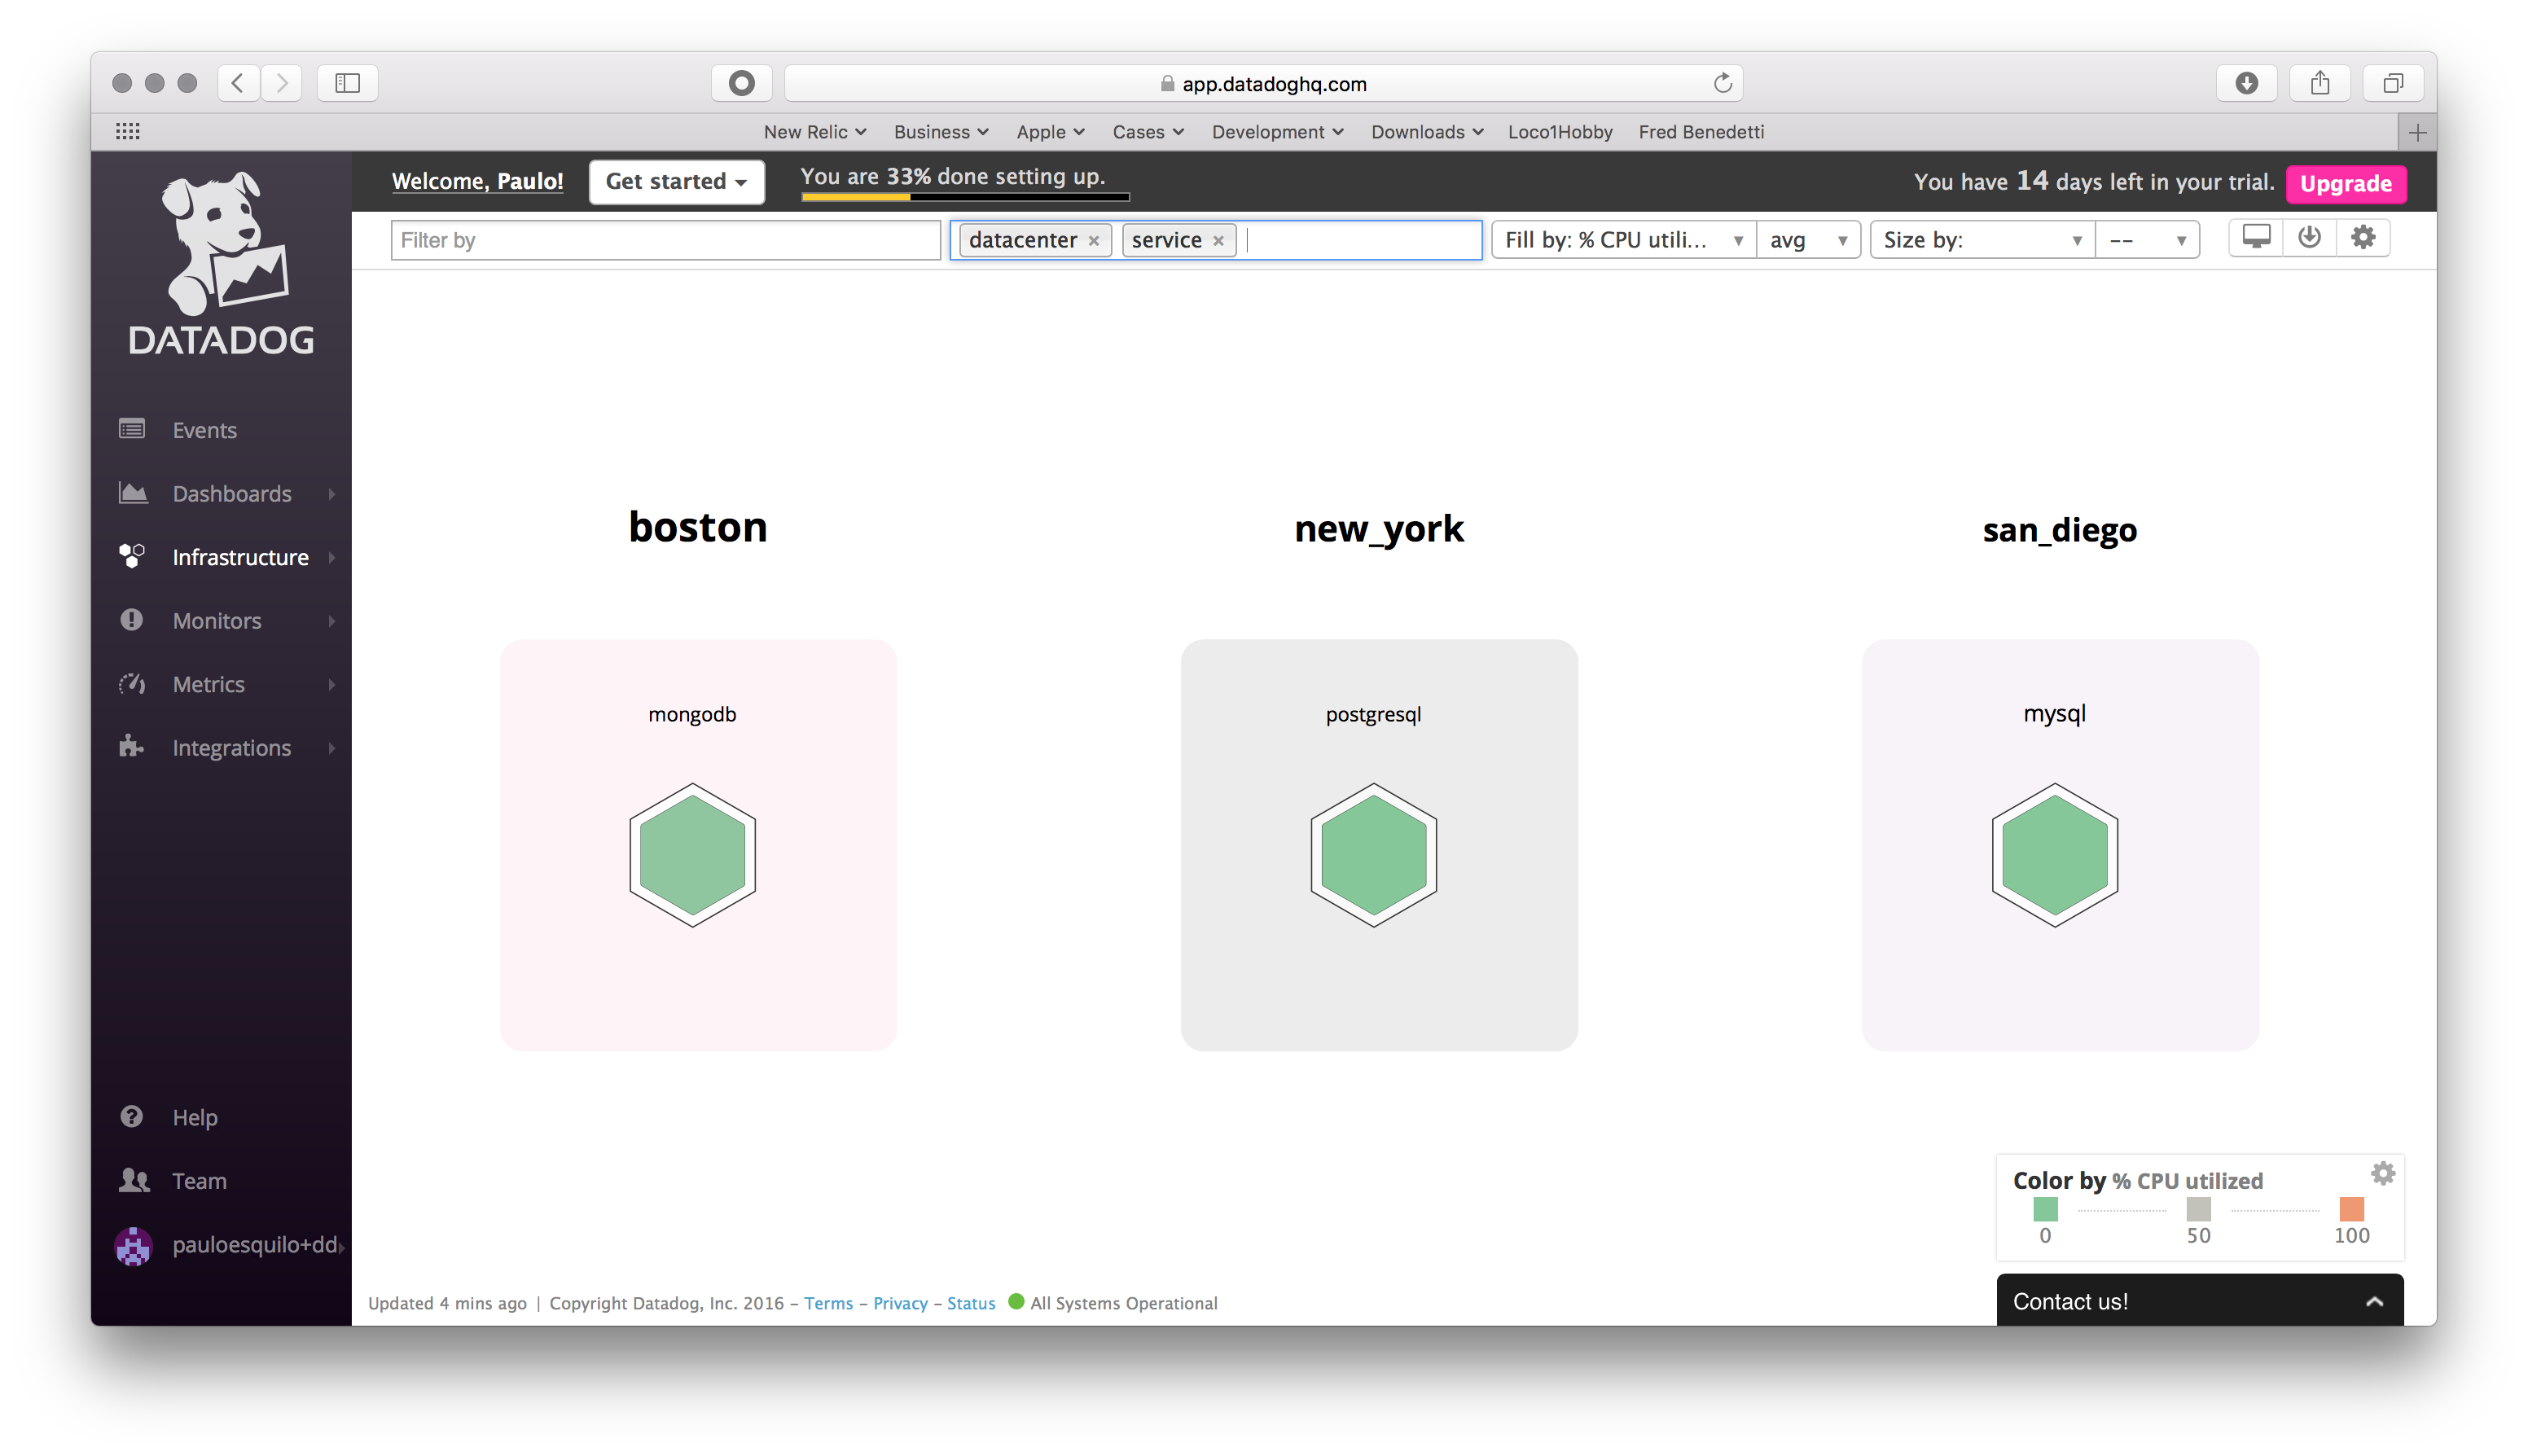 app.datadoghq.com
New Relic Business Apple Cases Development Downloads Loco1Hobby Fred Benedetti
DATADOG
Welcome, Paulo! Get started You are 33% done setting up. You have 14 days left in your trial. Upgrade
Filter by datacenter × service × Fill by: % CPU utili... avg Size by: --
Events
Dashboards
Infrastructure
Monitors
Metrics
Integrations
Help
Team
pauloesquilo+dd
boston new_york san_diego
mongodb postgresql mysql
Color by % CPU utilized
0 50 100
Updated 4 mins ago | Copyright Datadog, Inc. 2016 – Terms – Privacy – Status All Systems Operational
Contact us!